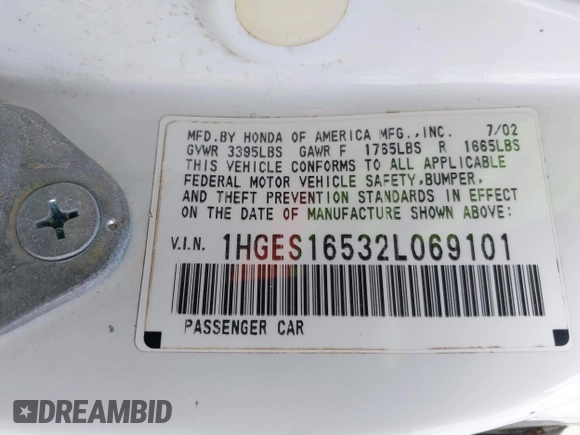 MFD.BY HONDA OF AMERICA MFG.,INC. 7/02
GVWR 3395LBS GAWR F 1765LBS R 1665LBS
THIS VEHICLE CONFORMS TO ALL APPLICABLE
FEDERAL MOTOR VEHICLE SAFETY,BUMPER,
AND THEFT PREVENTION STANDARDS IN EFFECT
ON THE DATE OF MANUFACTURE SHOWN ABOVE:
V.I.N. 1HGES16532L069101
PASSENGER CAR
DREAMBID